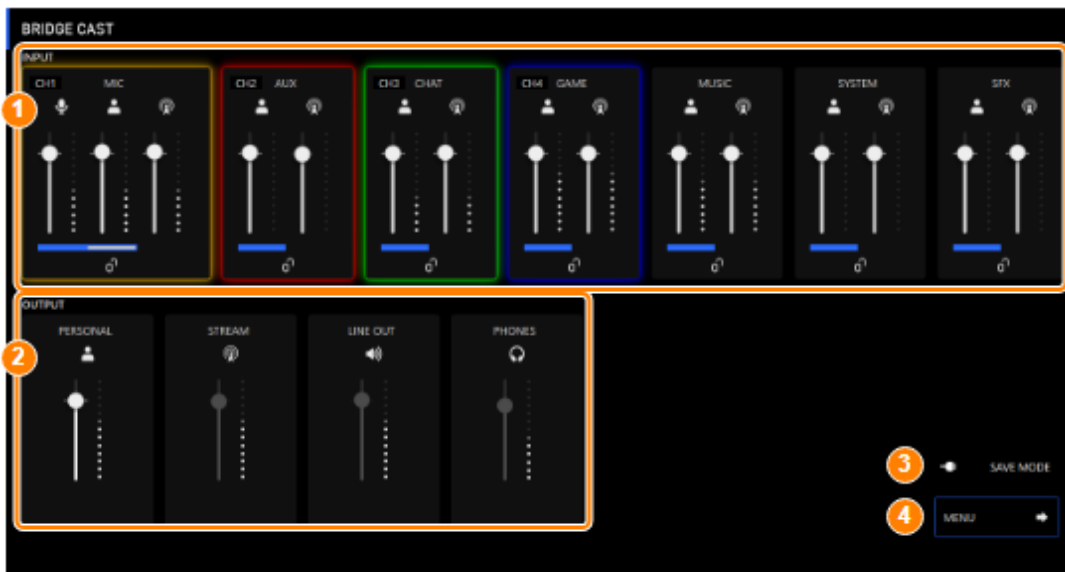 BRIDGE CAST
INPUT
CH1 MIC
CH2 AUX
CH3 CHAT
CH4 GAME
MUSIC
SYSTEM
SFX
1
OUTPUT
PERSONAL
STREAM
LINE OUT
PHONES
2
3 SAVE MODE
4 MENU